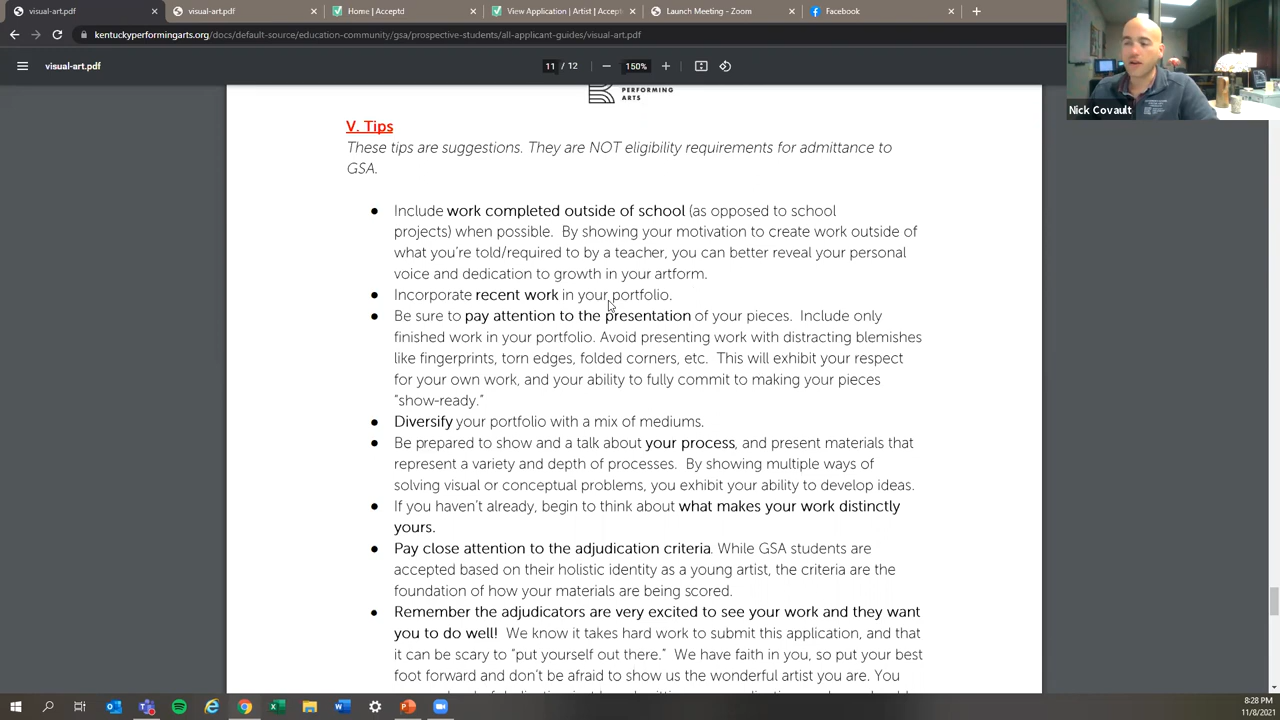 visual-art.pdf
visual-art.pdf
Home | Acceptd
View Application | Artist | Accept
Launch Meeting - Zoom
Facebook
kentuckyperformingarts.org/docs/default-source/education-community/gsa/prospective-students/all-applicant-guides/visual-art.pdf
visual-art.pdf
11 / 12
150%
Nick Covault
PERFORMING
ARTS
V. Tips
These tips are suggestions. They are NOT eligibility requirements for admittance to
GSA.
● Include work completed outside of school (as opposed to school
projects) when possible. By showing your motivation to create work outside of
what you're told/required to by a teacher, you can better reveal your personal
voice and dedication to growth in your artform.
● Incorporate recent work in your portfolio.
● Be sure to pay attention to the presentation of your pieces. Include only
finished work in your portfolio. Avoid presenting work with distracting blemishes
like fingerprints, torn edges, folded corners, etc. This will exhibit your respect
for your own work, and your ability to fully commit to making your pieces
"show-ready."
● Diversify your portfolio with a mix of mediums.
● Be prepared to show and a talk about your process, and present materials that
represent a variety and depth of processes. By showing multiple ways of
solving visual or conceptual problems, you exhibit your ability to develop ideas.
● If you haven't already, begin to think about what makes your work distinctly
yours.
● Pay close attention to the adjudication criteria. While GSA students are
accepted based on their holistic identity as a young artist, the criteria are the
foundation of how your materials are being scored.
● Remember the adjudicators are very excited to see your work and they want
you to do well! We know it takes hard work to submit this application, and that
it can be scary to "put yourself out there." We have faith in you, so put your best
foot forward and don't be afraid to show us the wonderful artist you are. You
8:28 PM
11/8/2021